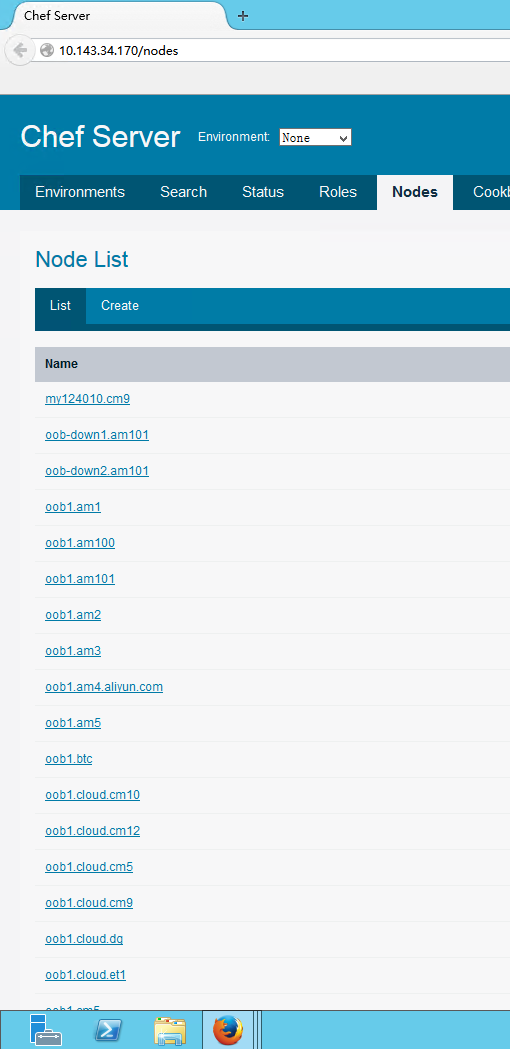 Chef Server
10.143.34.170/nodes
Chef Server
Environment:
None
Environments
Search
Status
Roles
Nodes
Cookb
Node List
List
Create
Name
my124010.cm9
oob-down1.am101
oob-down2.am101
oob1.am1
oob1.am100
oob1.am101
oob1.am2
oob1.am3
oob1.am4.aliyun.com
oob1.am5
oob1.btc
oob1.cloud.cm10
oob1.cloud.cm12
oob1.cloud.cm5
oob1.cloud.cm9
oob1.cloud.dg
oob1.cloud.et1